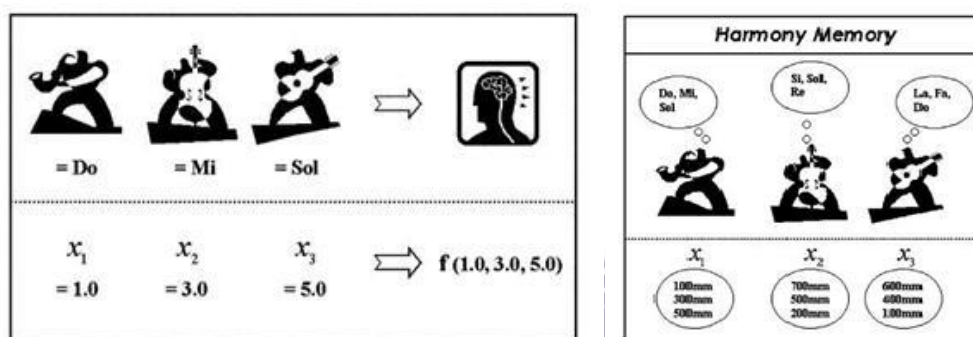 = Do = Mi = Sol
x₁ x₂ x₃
= 1.0 = 3.0 = 5.0
f (1.0, 3.0, 5.0)
Harmony Memory
Do, Mi,
Sol
Si, Sol,
Re
La, Fa,
Do
x₁ x₂ x₃
100mm
300mm
500mm
700mm
500mm
200mm
600mm
400mm
100mm